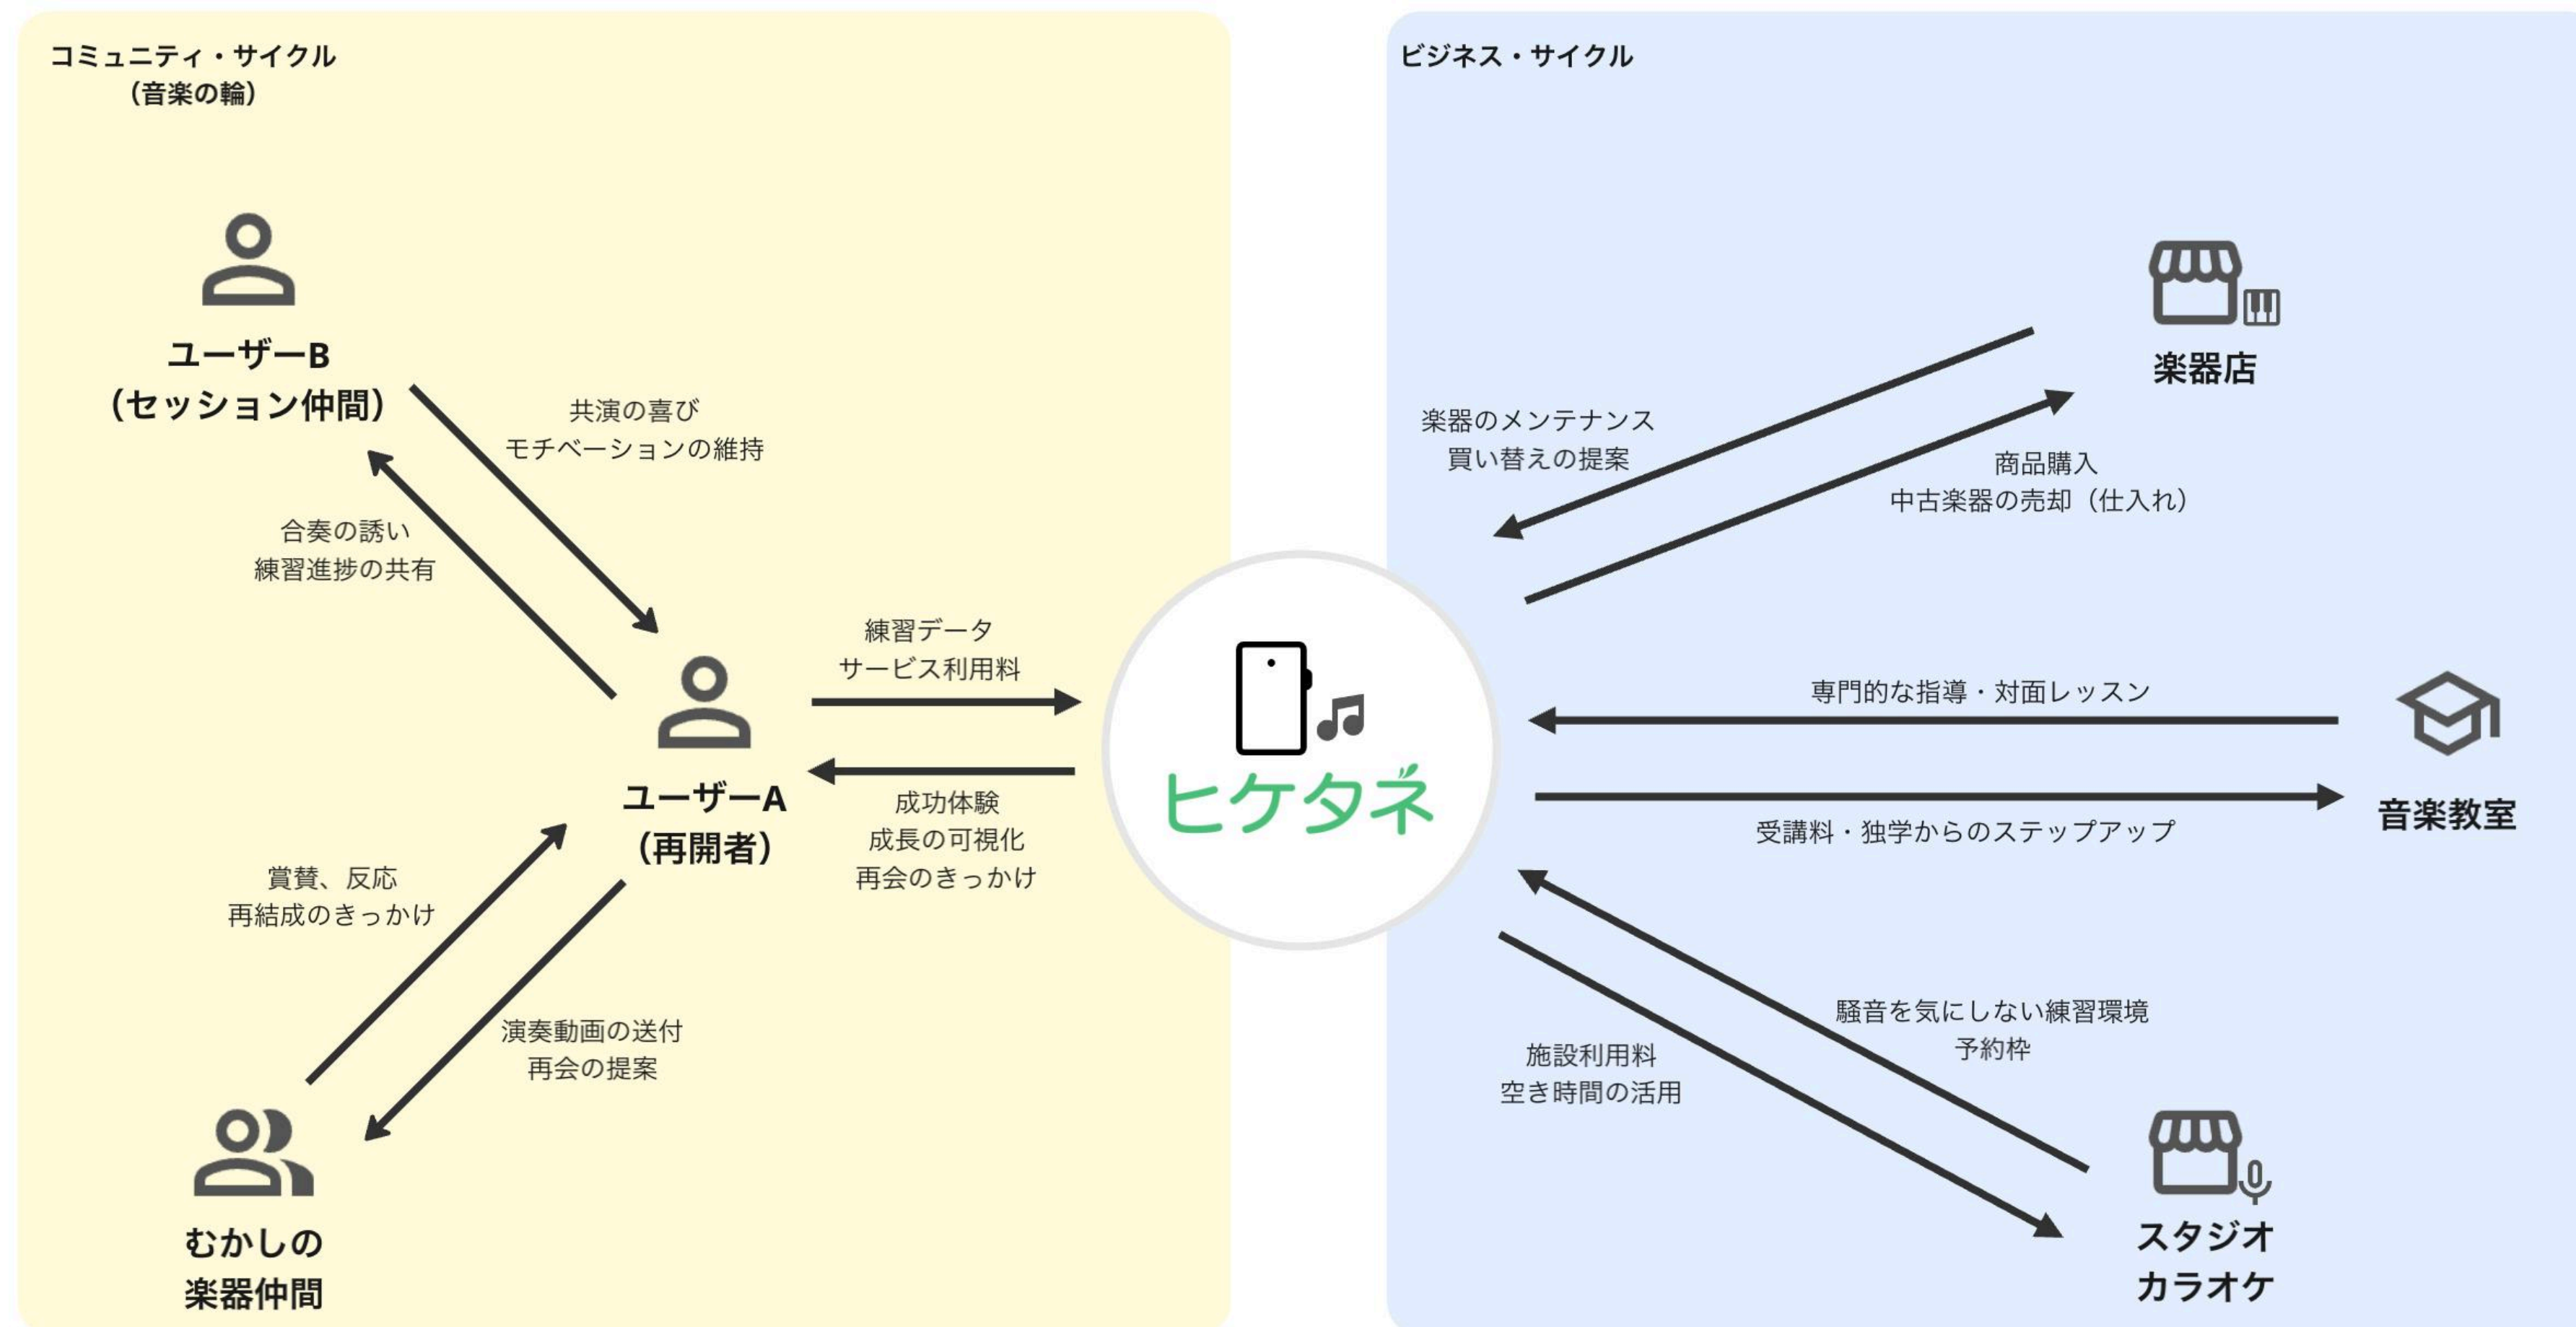 コミュニティ・サイクル
（音楽の輪）
ユーザーB
（セッション仲間）
共演の喜び
モチベーションの維持
合奏の誘い
練習進捗の共有
練習データ
サービス利用料
ユーザーA
（再開者）
成功体験
成長の可視化
再会のきっかけ
賞賛、反応
再結成のきっかけ
演奏動画の送付
再会の提案
むかしの
楽器仲間
ヒケタネ
ビジネス・サイクル
楽器店
楽器のメンテナンス
買い替えの提案
商品購入
中古楽器の売却（仕入れ）
専門的な指導・対面レッスン
音楽教室
受講料・独学からのステップアップ
騒音を気にしない練習環境
予約枠
施設利用料
空き時間の活用
スタジオ
カラオケ